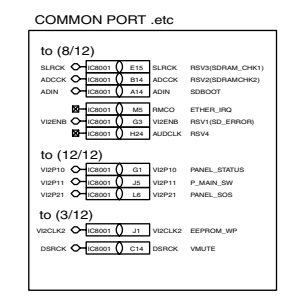 COMMON PORT .etc
to (8/12)
SLRCK IC8001 E15 SLRCK RSV3(SDRAM_CHK1)
ADCCK IC8001 B14 ADCCK RSV2(SDRAMCHK2)
ADIN IC8001 A14 ADIN SDBOOT
IC8001 M5 RMCO ETHER_IRQ
VI2ENB IC8001 G3 VI2ENB RSV1(SD_ERROR)
IC8001 H24 AUDCLK RSV4
to (12/12)
VI2P10 IC8001 G1 VI2P10 PANEL_STATUS
VI2P11 IC8001 J5 VI2P11 P_MAIN_SW
VI2P21 IC8001 L6 VI2P21 PANEL_SOS
to (3/12)
VI2CLK2 IC8001 J1 VI2CLK2 EEPROM_WP
DSRCK IC8001 C14 DSRCK VMUTE